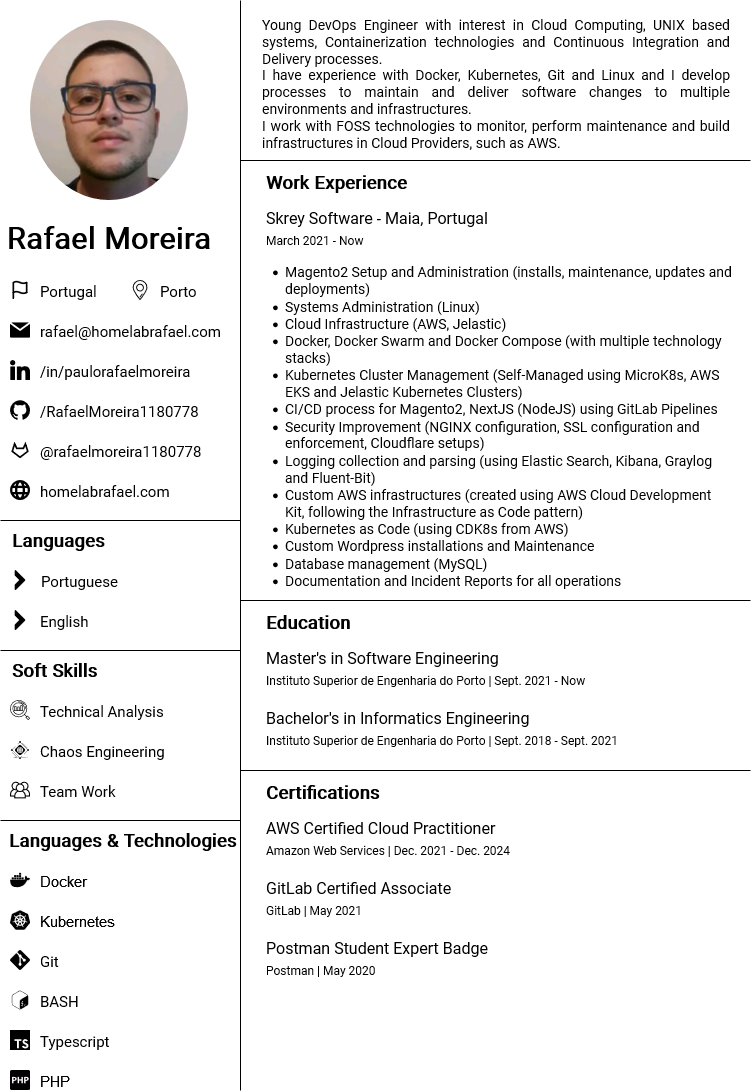 Rafael Moreira
Portugal
Porto
rafael@homelabrafael.com
/in/paulorafaelmoreira
/RafaelMoreira1180778
@rafaelmoreira1180778
homelabrafael.com
Languages
Portuguese
English
Soft Skills
Technical Analysis
Chaos Engineering
Team Work
Languages & Technologies
Docker
Kubernetes
Git
BASH
TS Typescript
PHP PHP
Young DevOps Engineer with interest in Cloud Computing, UNIX based
systems, Containerization technologies and Continuous Integration and
Delivery processes.
I have experience with Docker, Kubernetes, Git and Linux and I develop
processes to maintain and deliver software changes to multiple
environments and infrastructures.
I work with FOSS technologies to monitor, perform maintenance and build
infrastructures in Cloud Providers, such as AWS.
Work Experience
Skrey Software - Maia, Portugal
March 2021 - Now
• Magento2 Setup and Administration (installs, maintenance, updates and
deployments)
• Systems Administration (Linux)
• Cloud Infrastructure (AWS, Jelastic)
• Docker, Docker Swarm and Docker Compose (with multiple technology
stacks)
• Kubernetes Cluster Management (Self-Managed using MicroK8s, AWS
EKS and Jelastic Kubernetes Clusters)
• CI/CD process for Magento2, NextJS (NodeJS) using GitLab Pipelines
• Security Improvement (NGINX configuration, SSL configuration and
enforcement, Cloudflare setups)
• Logging collection and parsing (using Elastic Search, Kibana, Graylog
and Fluent-Bit)
• Custom AWS infrastructures (created using AWS Cloud Development
Kit, following the Infrastructure as Code pattern)
• Kubernetes as Code (using CDK8s from AWS)
• Custom Wordpress installations and Maintenance
• Database management (MySQL)
• Documentation and Incident Reports for all operations
Education
Master's in Software Engineering
Instituto Superior de Engenharia do Porto | Sept. 2021 - Now
Bachelor's in Informatics Engineering
Instituto Superior de Engenharia do Porto | Sept. 2018 - Sept. 2021
Certifications
AWS Certified Cloud Practitioner
Amazon Web Services | Dec. 2021 - Dec. 2024
GitLab Certified Associate
GitLab | May 2021
Postman Student Expert Badge
Postman | May 2020